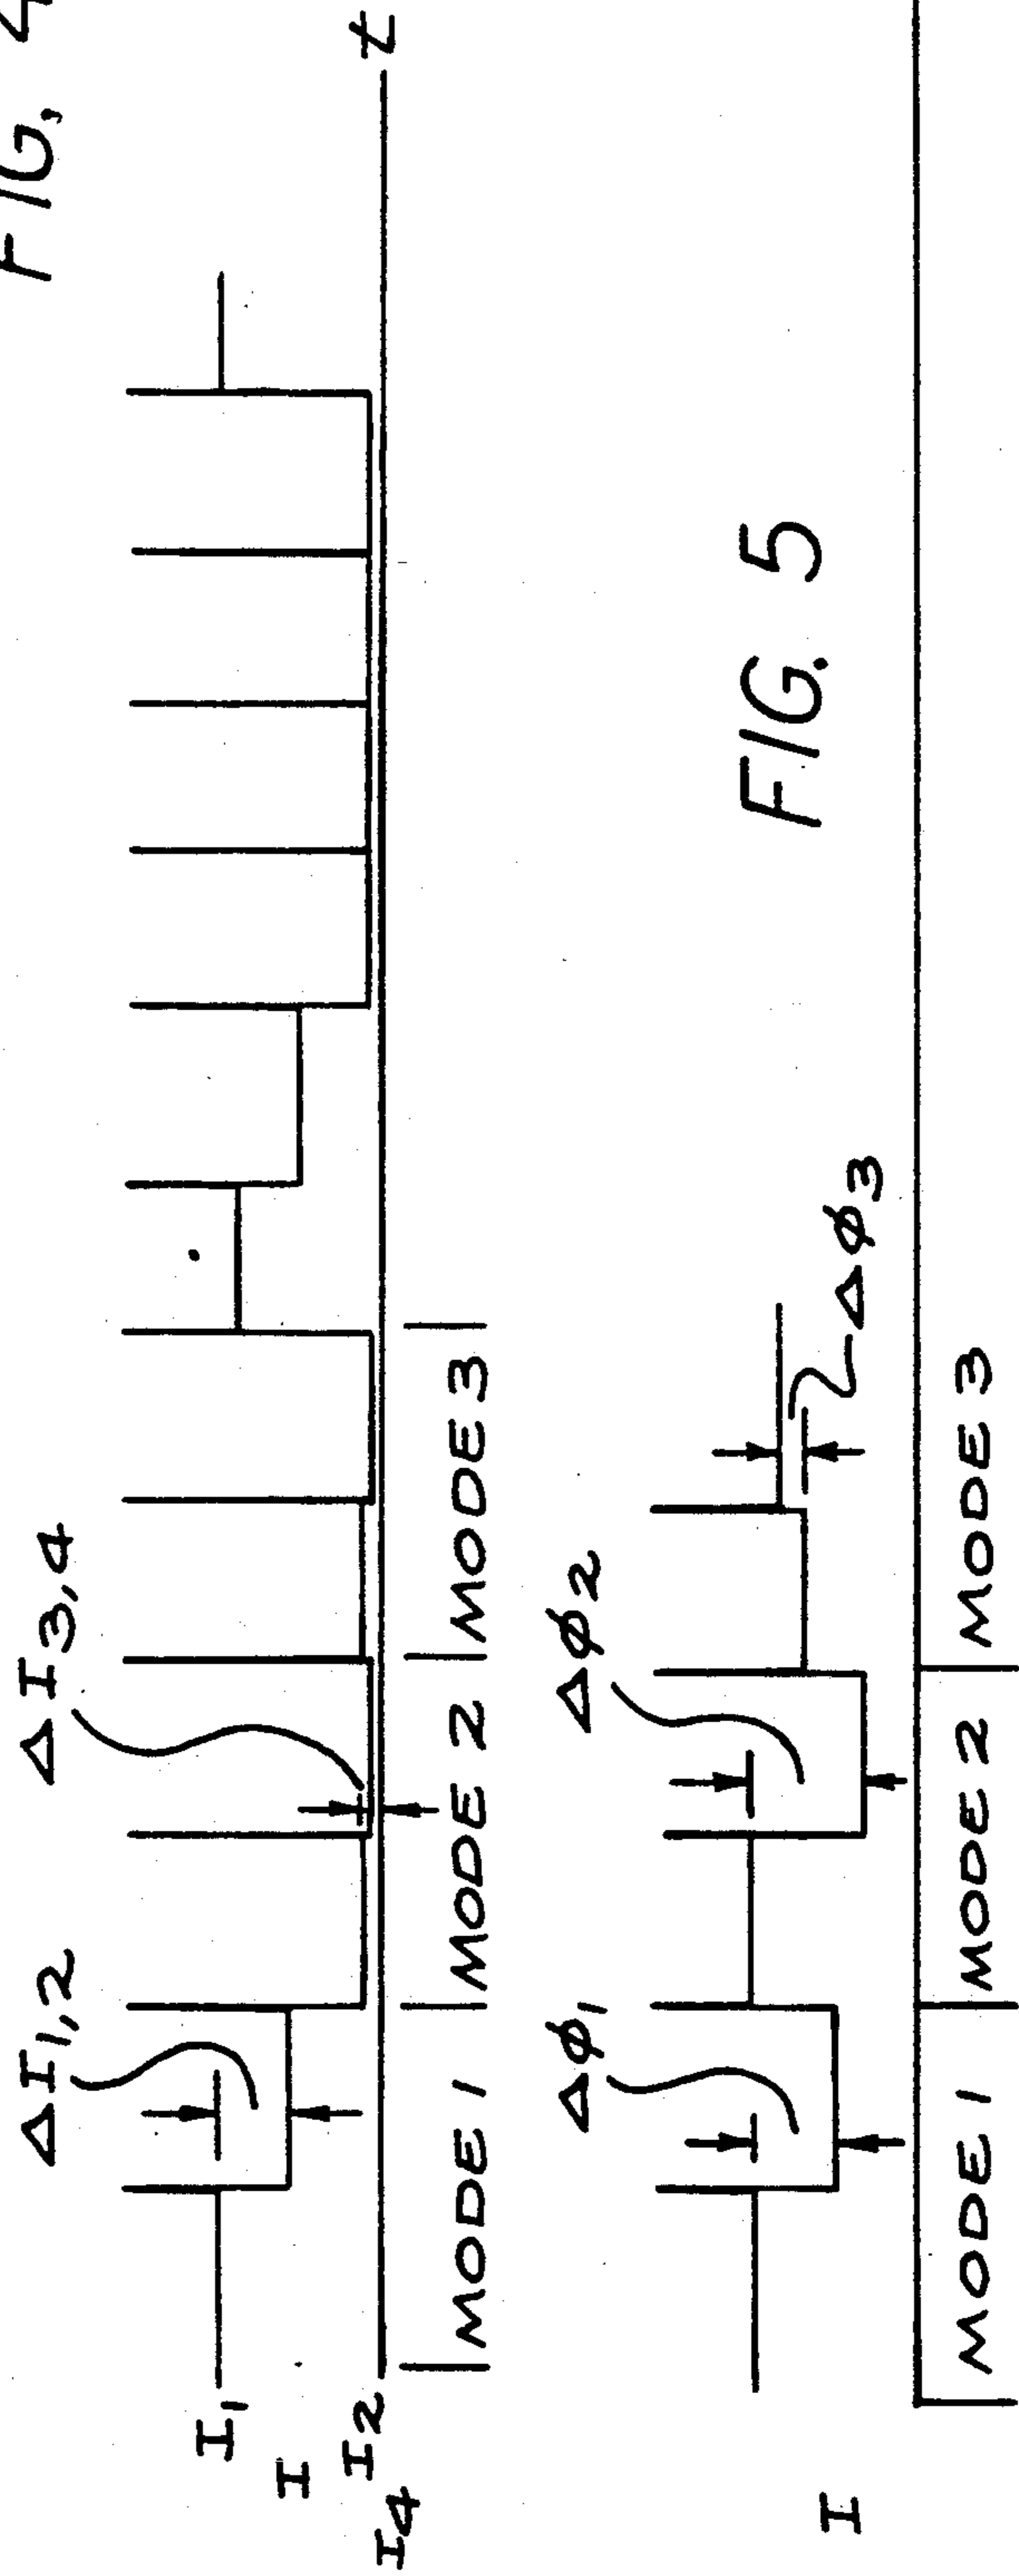 FIG. 4
ΔI1,2
ΔI3,4
I1
I
I2
I4
t
MODE 1
MODE 2
MODE 3
FIG. 5
Δφ1
Δφ2
Δφ3
I
MODE 1
MODE 2
MODE 3